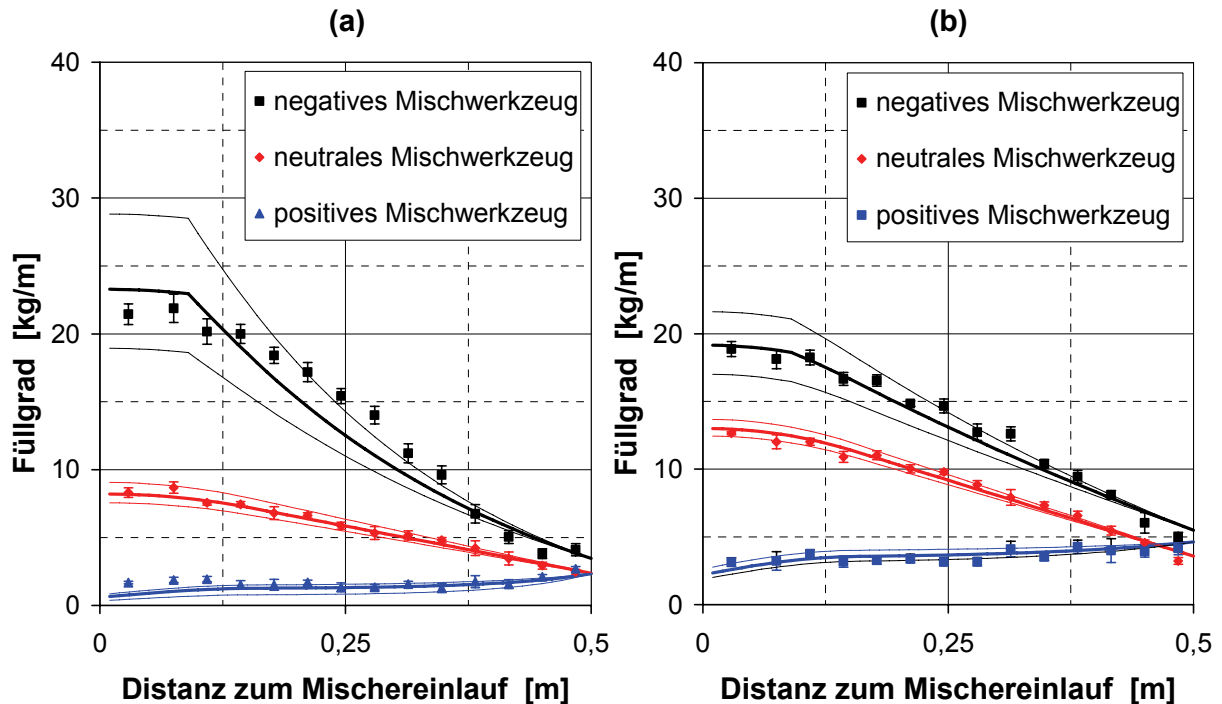 (a)
40
30
20
10
0
Füllgrad [kg/m]
negatives Mischwerkzeug
neutrales Mischwerkzeug
positives Mischwerkzeug
0
0,25
0,5
Distanz zum Mischereinlauf [m]
(b)
40
30
20
10
0
Füllgrad [kg/m]
negatives Mischwerkzeug
neutrales Mischwerkzeug
positives Mischwerkzeug
0
0,25
0,5
Distanz zum Mischereinlauf [m]